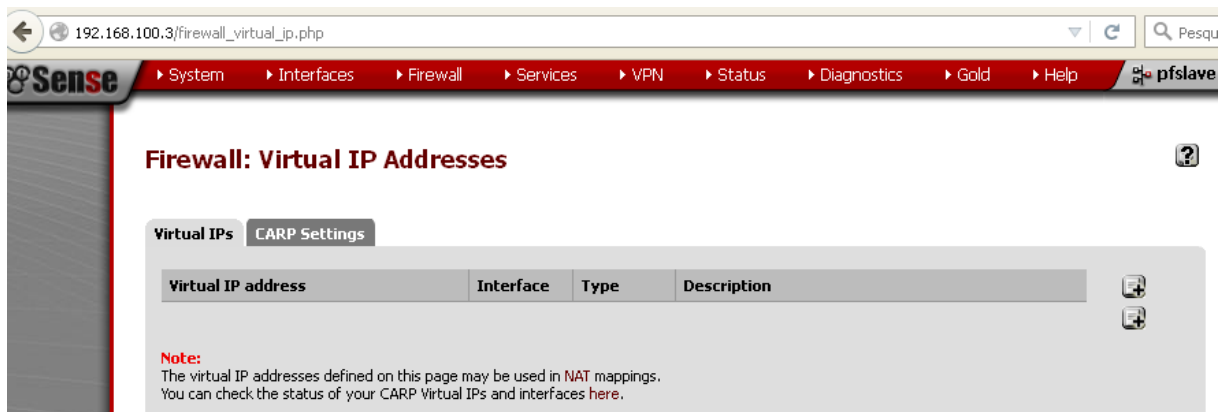 192.168.100.3/firewall_virtual_ip.php
Pesqu
Sense
System Interfaces Firewall Services VPN Status Diagnostics Gold Help pfslave
Firewall: Virtual IP Addresses
?
Virtual IPs CARP Settings
Virtual IP address Interface Type Description
Note:
The virtual IP addresses defined on this page may be used in NAT mappings.
You can check the status of your CARP Virtual IPs and interfaces here.